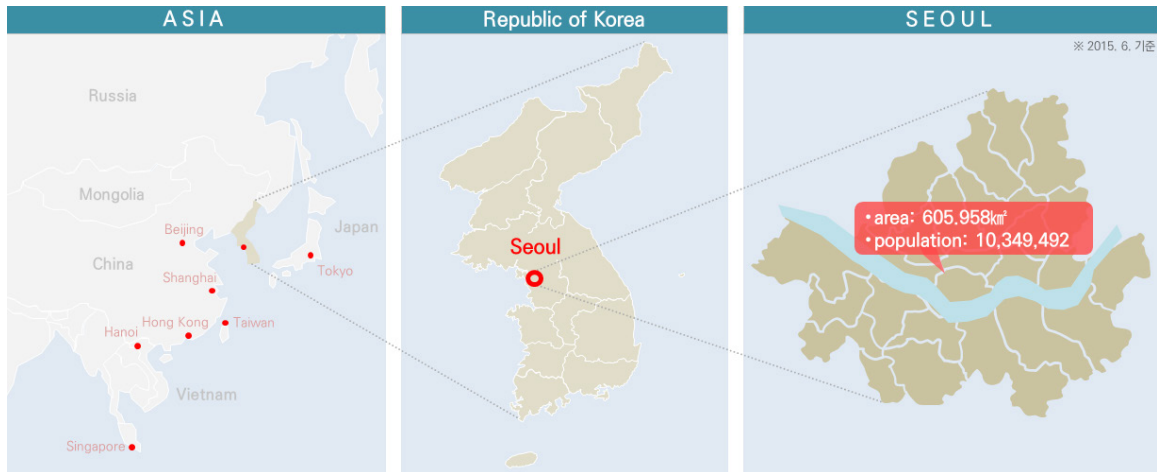 ASIA
Russia
Mongolia
Beijing
Japan
China
Tokyo
Shanghai
Hong Kong
Taiwan
Hanoi
Vietnam
Singapore
Republic of Korea
Seoul
SEOUL
※ 2015. 6. 기준
• area: 605.958㎢
• population: 10,349,492